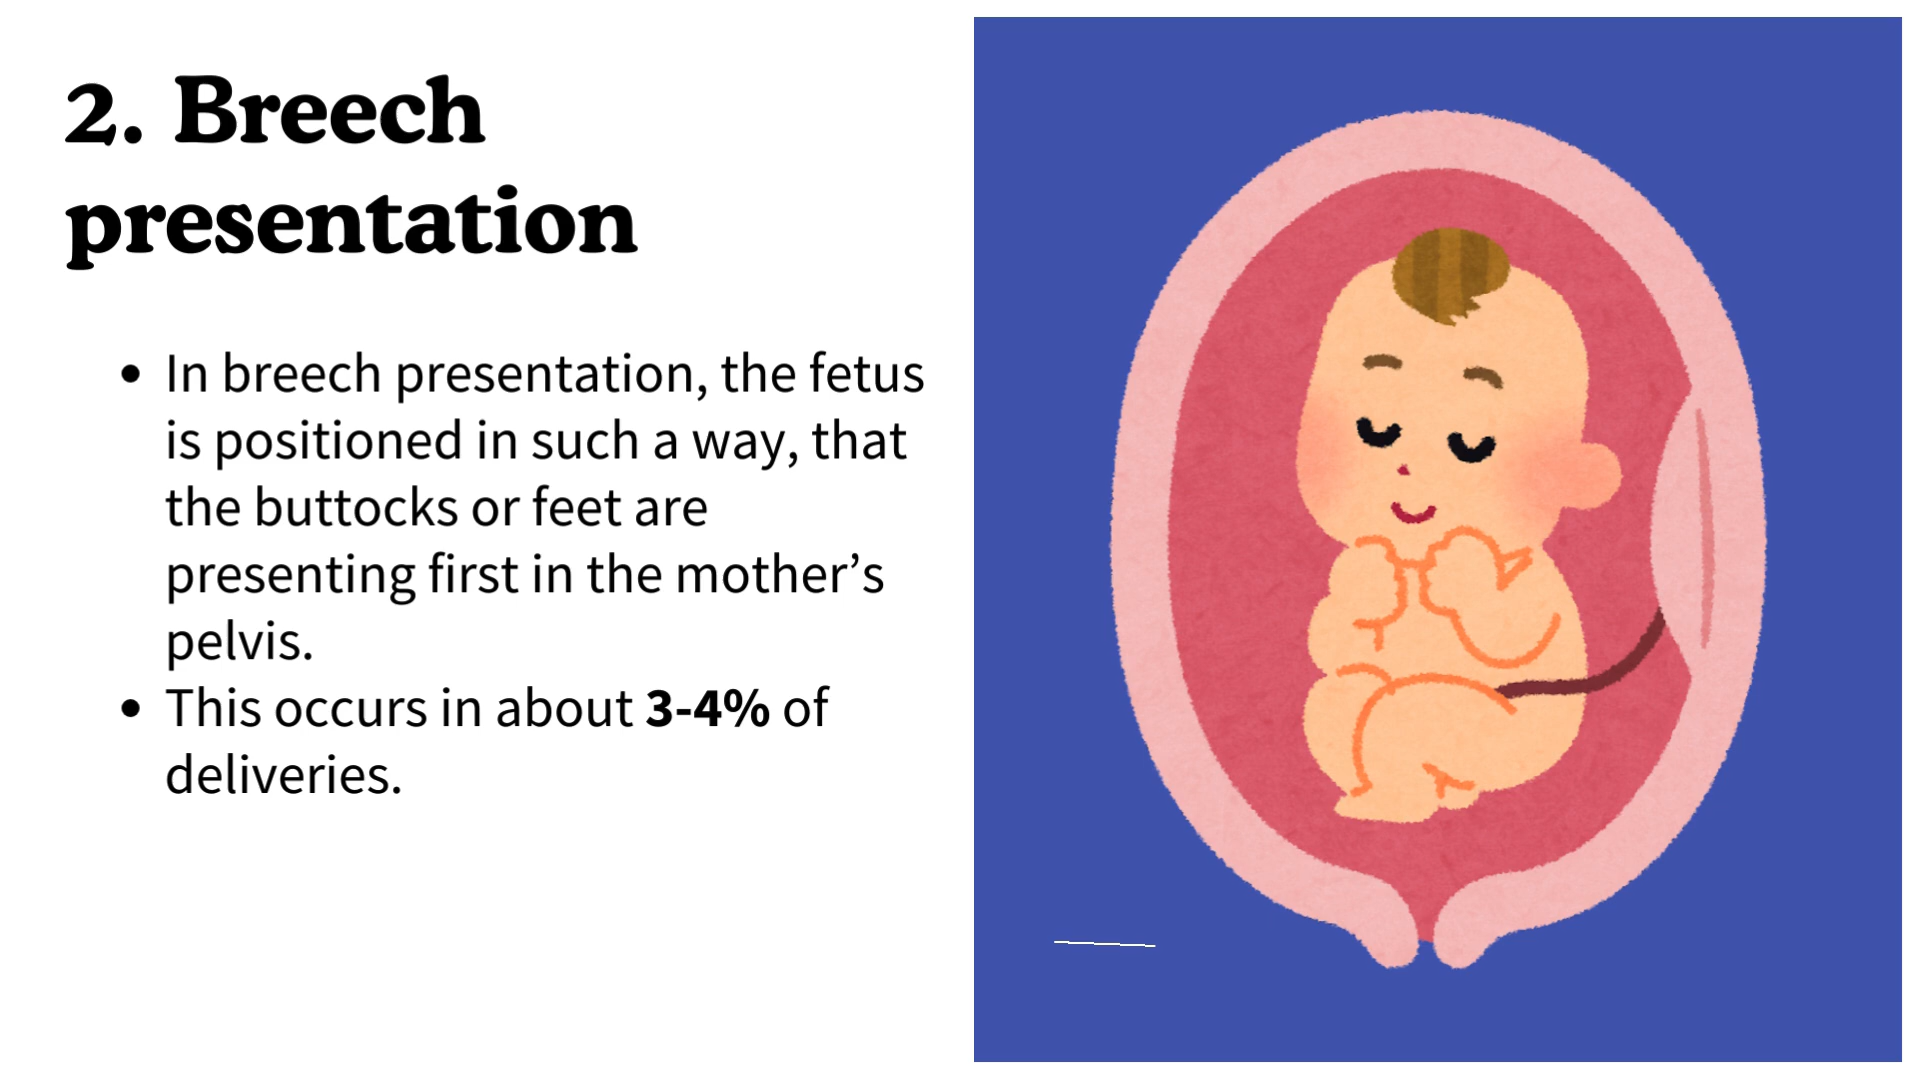 2. Breech
presentation
• In breech presentation, the fetus
is positioned in such a way, that
the buttocks or feet are
presenting first in the mother’s
pelvis.
• This occurs in about 3-4% of
deliveries.